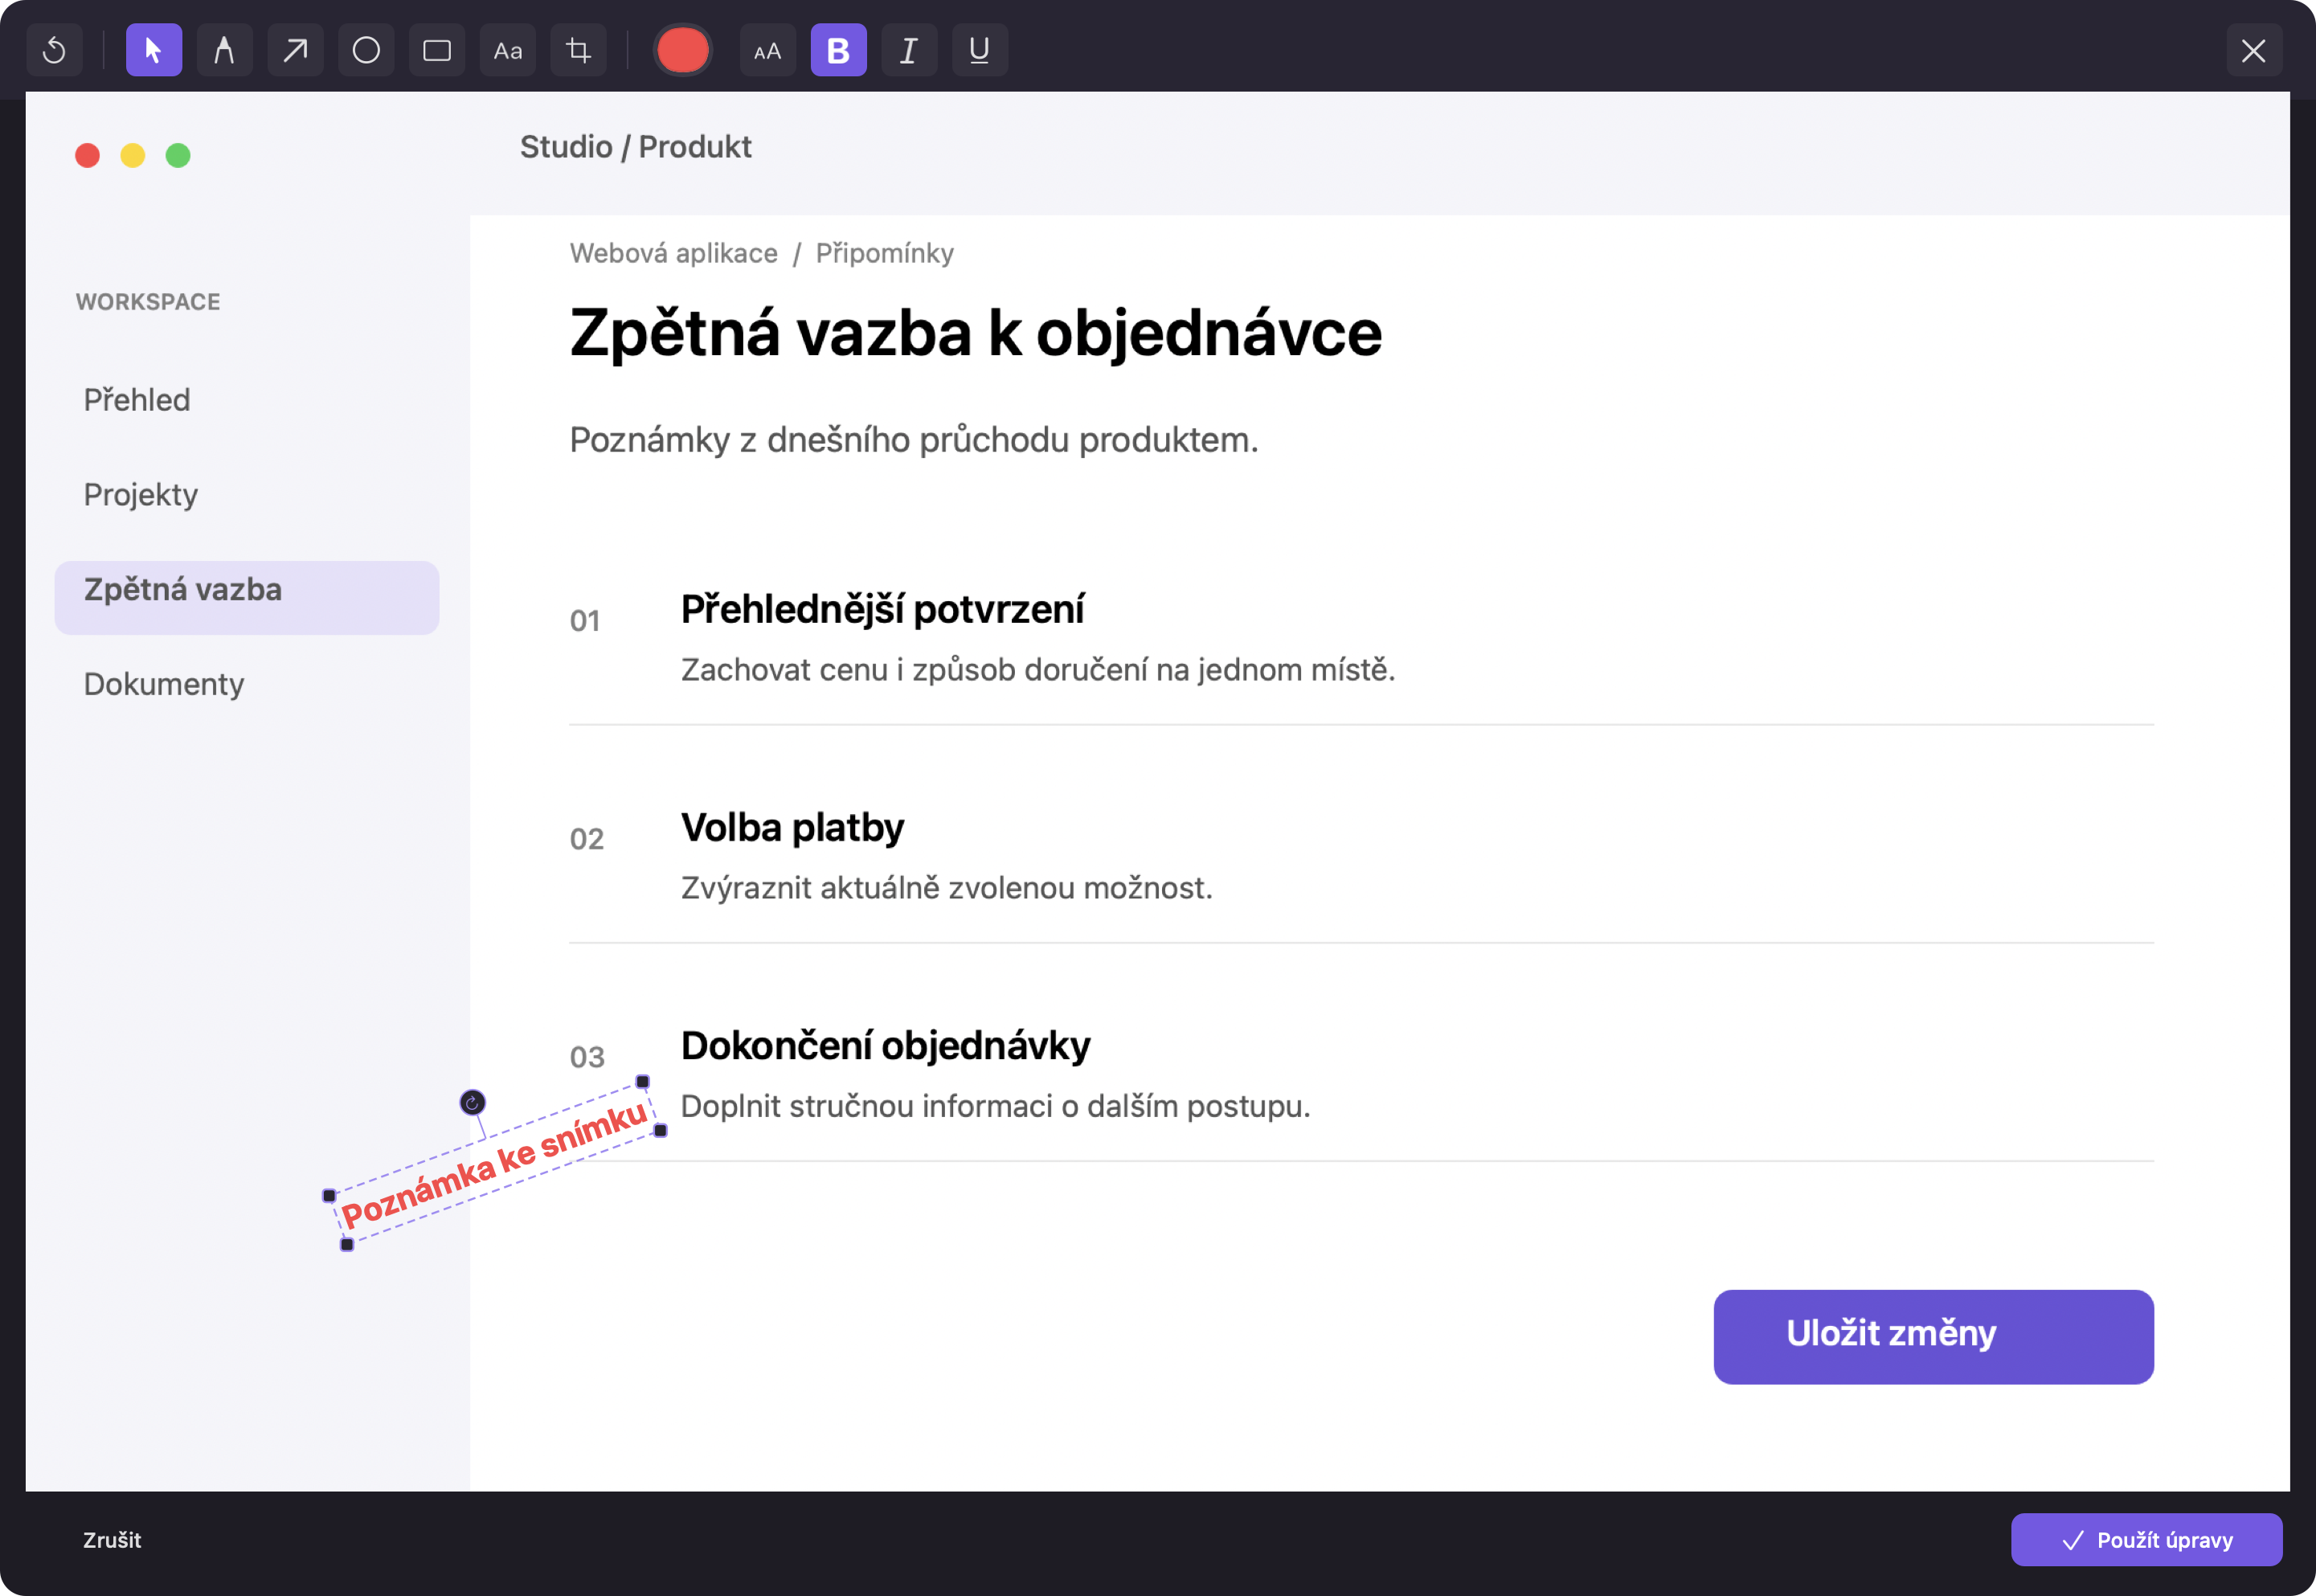 Aa
AA
B
I
U
Studio / Produkt
WORKSPACE
Přehled
Projekty
Zpětná vazba
Dokumenty
Webová aplikace / Připomínky
Zpětná vazba k objednávce
Poznámky z dnešního průchodu produktem.
01
Přehlednější potvrzení
Zachovat cenu i způsob doručení na jednom místě.
02
Volba platby
Zvýraznit aktuálně zvolenou možnost.
03
Dokončení objednávky
Doplnit stručnou informaci o dalším postupu.
Poznámka ke snímku
Uložit změny
Zrušit
Použít úpravy